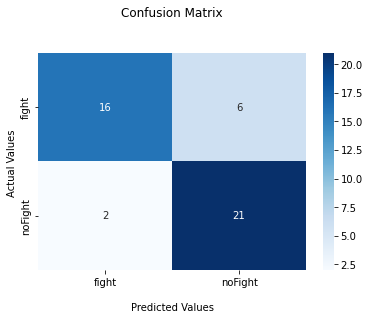 Confusion Matrix
Actual Values
fight
noFight
16
6
2
21
fight
noFight
Predicted Values
20.0
17.5
15.0
12.5
10.0
7.5
5.0
2.5